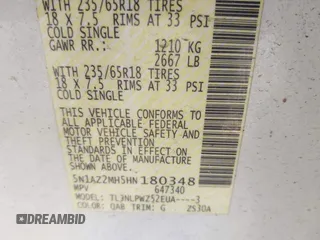 WITH 235/65R18 TIRES
18 X 7.5 RIMS AT 33 PSI
COLD SINGLE
GAWR RR.: 1210 KG
2667 LB
WITH 235/65R18 TIRES
18 X 7.5 RIMS AT 33 PSI
COLD SINGLE
THIS VEHICLE CONFORMS TO ALL
APPLICABLE FEDERAL MOTOR
VEHICLE SAFETY, BUMPER, AND
THEFT PREVENTION STANDARDS
IN EFFECT ON THE DATE OF
MANUFACTURE SHOWN ABOVE.
5N1AZ2MH5HN180348
MPV 647340
MODEL: TL3NLPWZ52EUA----3
COLOR: QAB TRIM: G Z530A